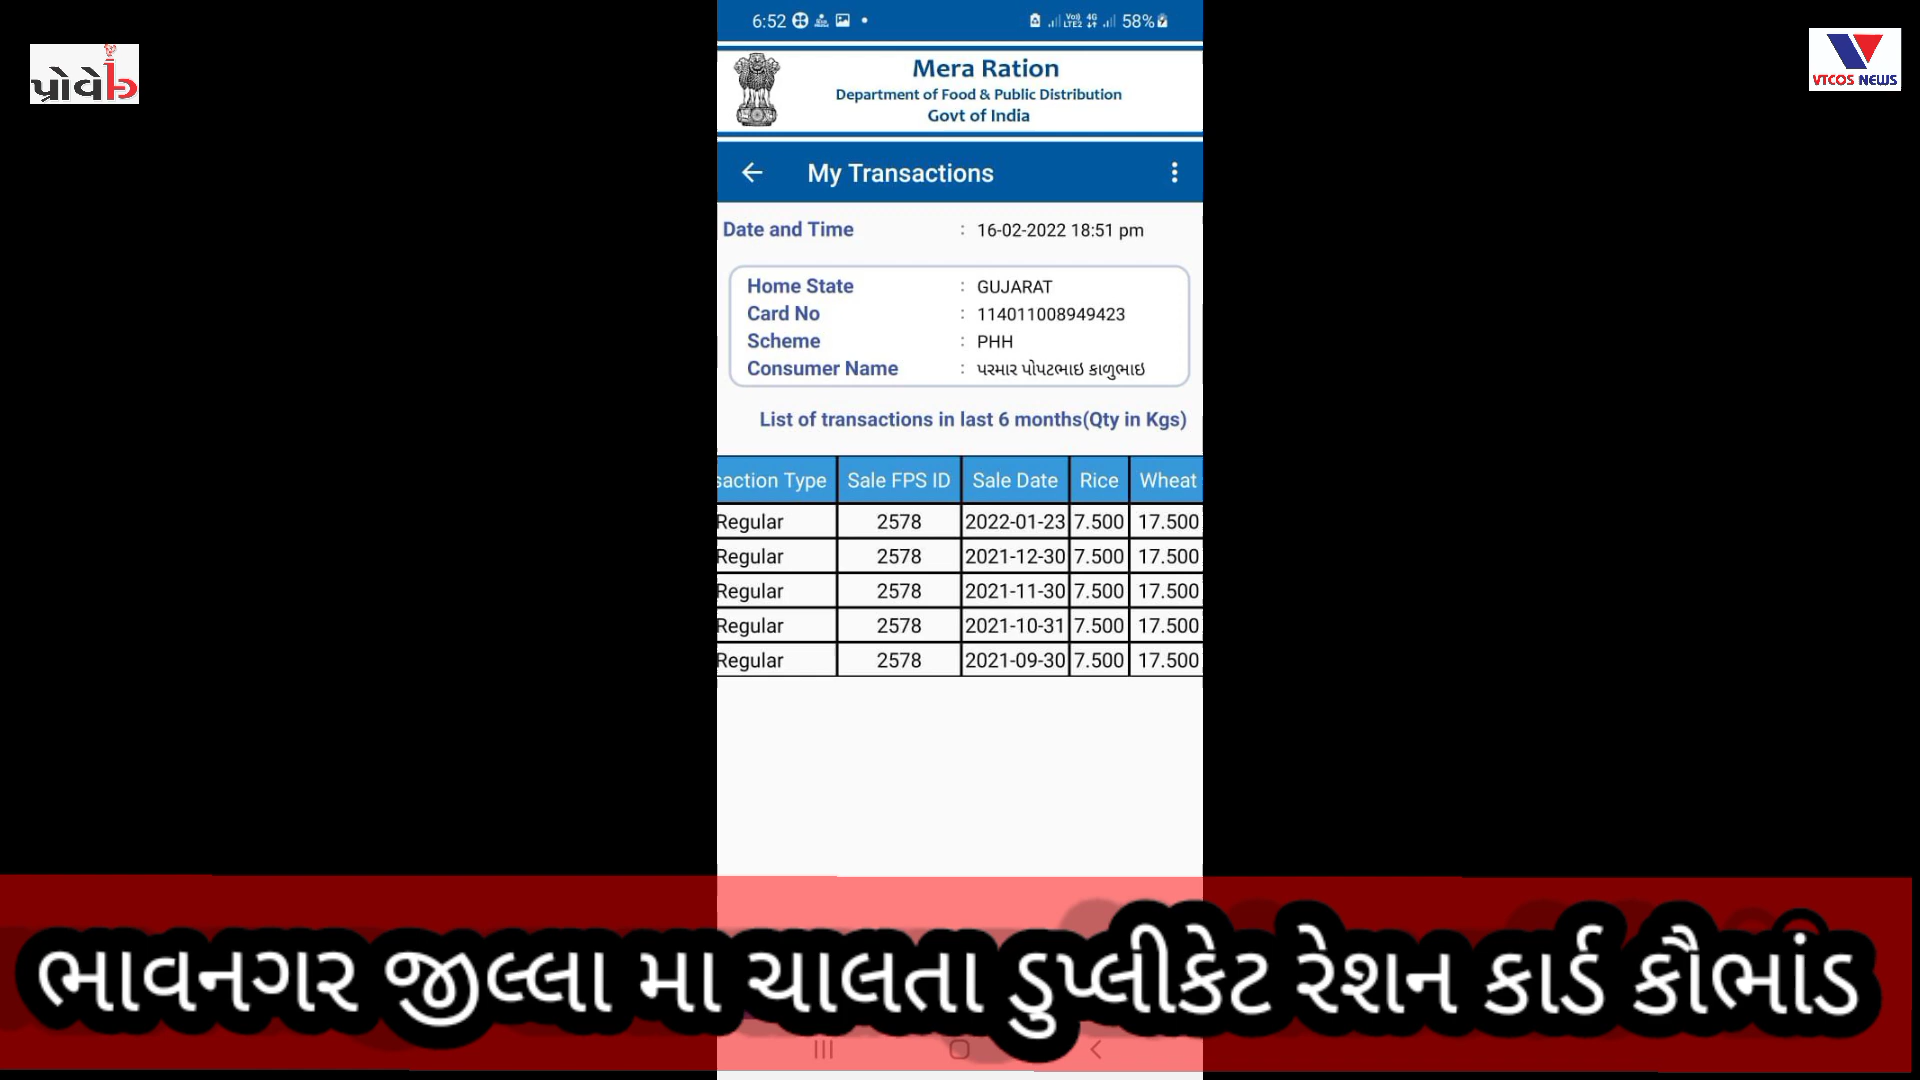 6:52
Vo)) 4G
LTE2
58%
પ્રોવેબ
VTCOS NEWS
Mera Ration
Department of Food & Public Distribution
Govt of India
My Transactions
Date and Time : 16-02-2022 18:51 pm
Home State : GUJARAT
Card No : 114011008949423
Scheme : PHH
Consumer Name : પરમાર પોપટભાઇ કાળુભાઇ
List of transactions in last 6 months(Qty in Kgs)
saction Type Sale FPS ID Sale Date Rice Wheat
Regular 2578 2022-01-23 7.500 17.500
Regular 2578 2021-12-30 7.500 17.500
Regular 2578 2021-11-30 7.500 17.500
Regular 2578 2021-10-31 7.500 17.500
Regular 2578 2021-09-30 7.500 17.500
ભાવનગર જીલ્લા મા ચાલતા ડુપ્લીકેટ રેશન કાર્ડ કૌભાંડ